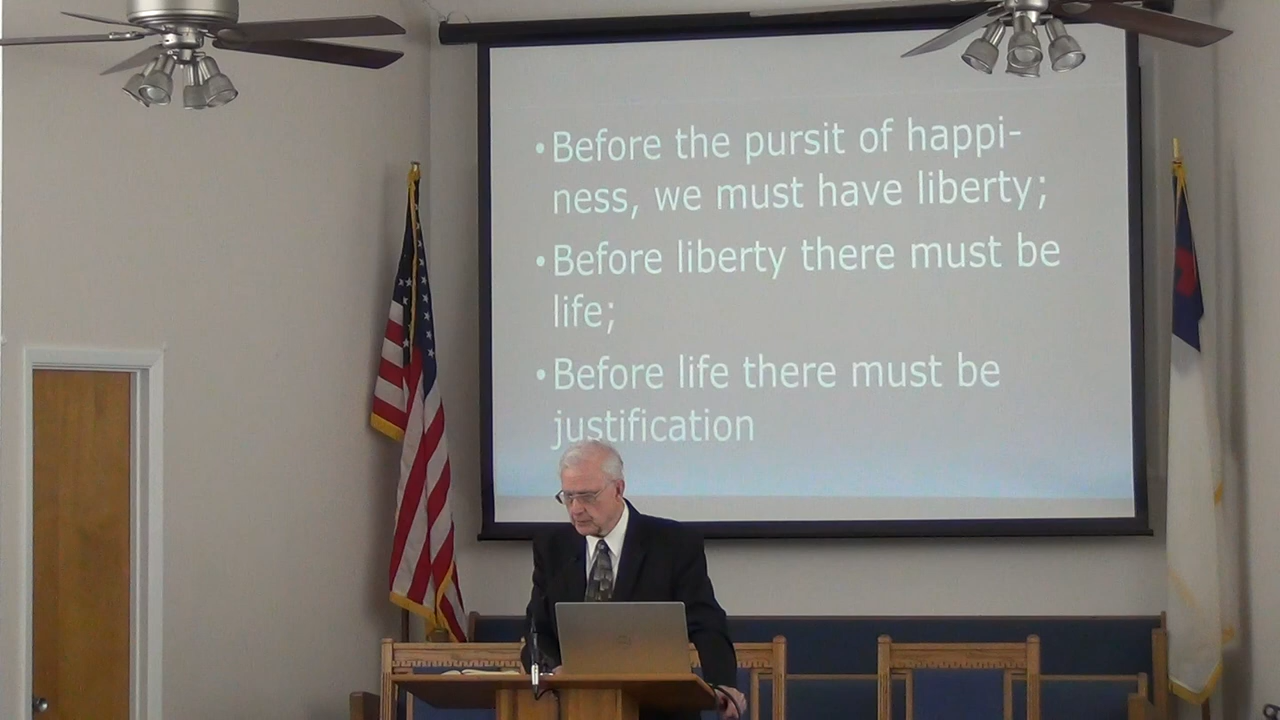 • Before the pursit of happi-
ness, we must have liberty;
• Before liberty there must be
life;
• Before life there must be
justification